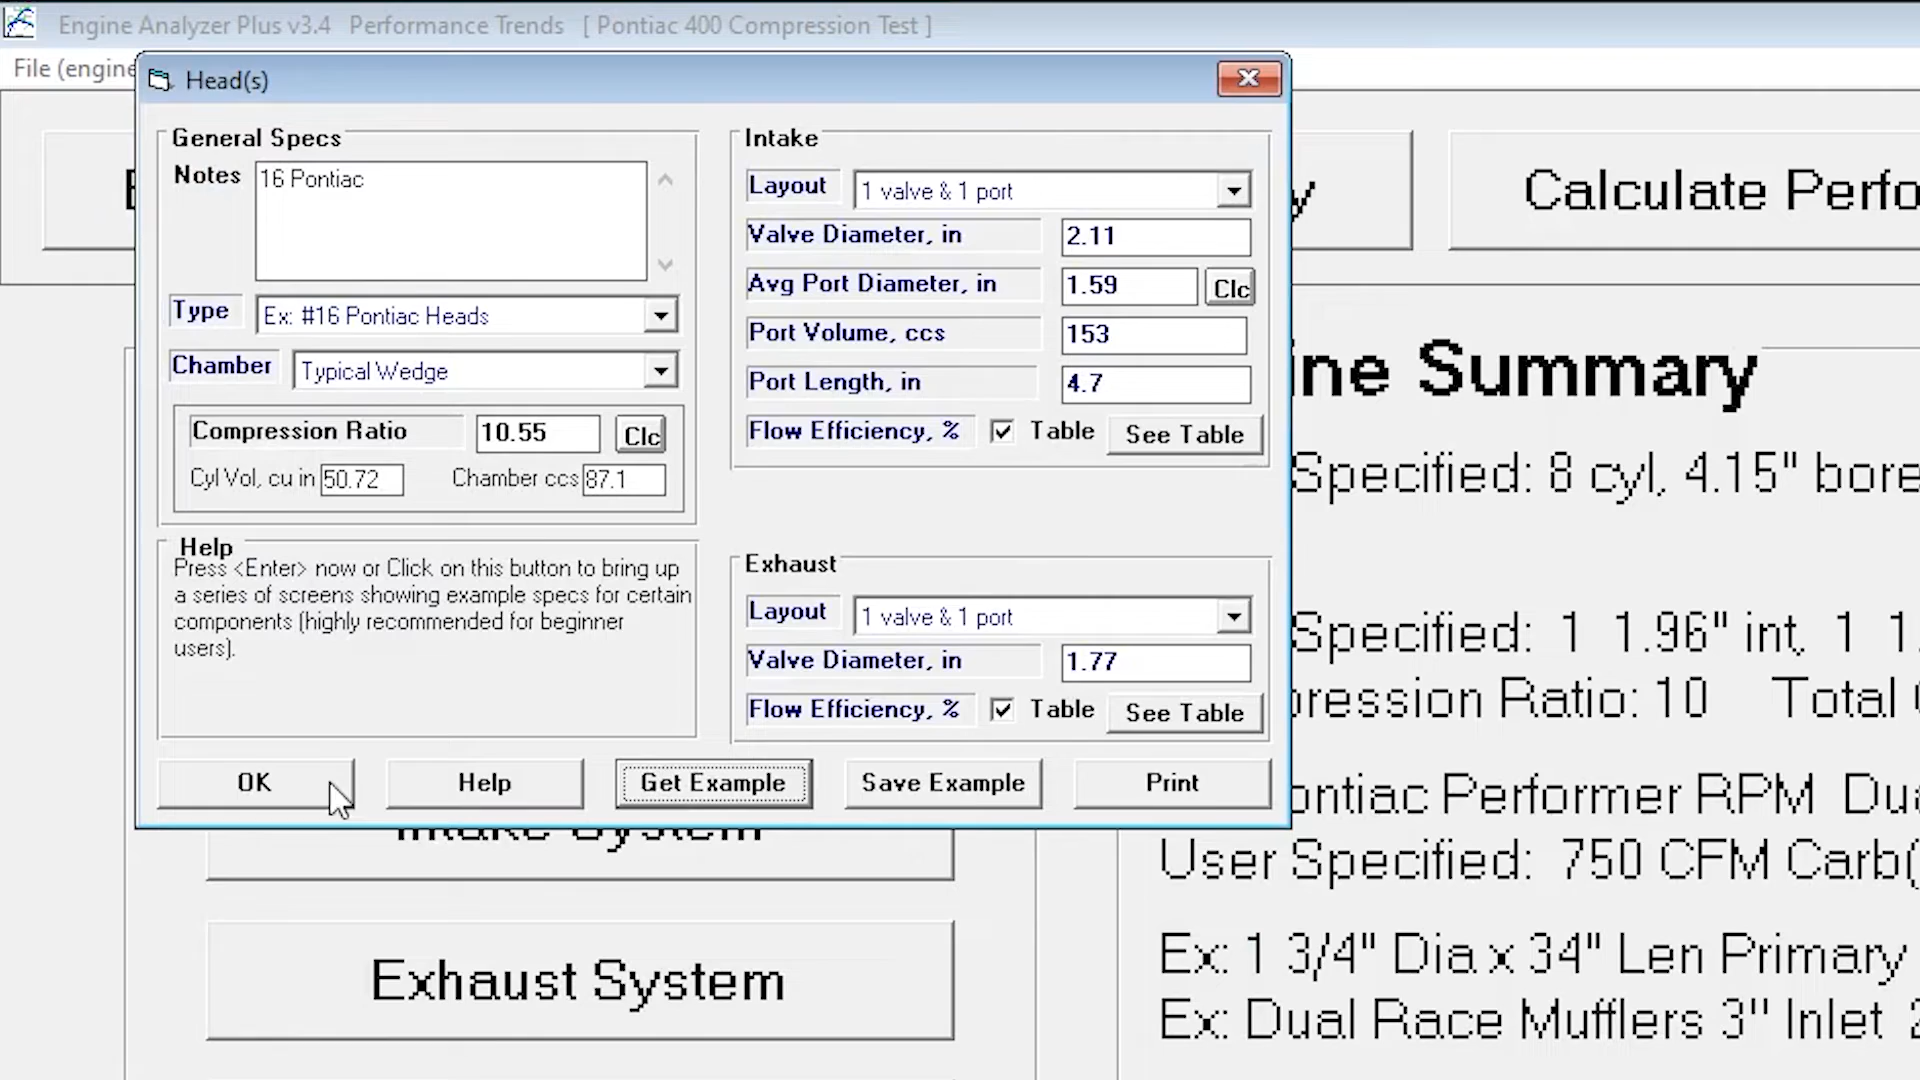 Engine Analyzer Plus v3.4 Performance Trends [ Pontiac 400 Compression Test ]
File (engine
Head(s)
General Specs
Notes
16 Pontiac
Type
Ex: #16 Pontiac Heads
Chamber
Typical Wedge
Compression Ratio
10.55
Clc
Cyl Vol, cu in
50.72
Chamber ccs
87.1
Help
Press <Enter> now or Click on this button to bring up
a series of screens showing example specs for certain
components (highly recommended for beginner
users).
Intake
Layout
1 valve & 1 port
Valve Diameter, in
2.11
Avg Port Diameter, in
1.59
Clc
Port Volume, ccs
153
Port Length, in
4.7
Flow Efficiency, %
Table
See Table
Exhaust
Layout
1 valve & 1 port
Valve Diameter, in
1.77
Flow Efficiency, %
Table
See Table
OK
Help
Get Example
Save Example
Print
y
Calculate Perfo
ine Summary
Specified: 8 cyl, 4.15" bore
Specified: 1 1.96" int, 1 1.
pression Ratio: 10 Total
ontiac Performer RPM Dua
User Specified: 750 CFM Carb(
Ex: 1 3/4" Dia x 34" Len Primary
Ex: Dual Race Mufflers 3" Inlet 2
Intake System
Exhaust System